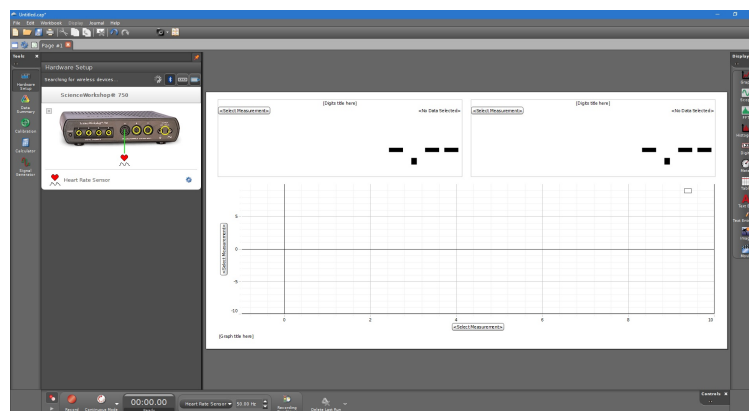 Untitled.cap*
File Edit Workbook Display Journal Help
Page #1
Tools
Hardware Setup
Displays
Searching for wireless devices...
ScienceWorkshop® 750
Hardware Setup
Data Summary
Calibration
Calculator
Signal Generator
Heart Rate Sensor
[Digits title here]
<Select Measurement>
<No Data Selected>
[Digits title here]
<Select Measurement>
<No Data Selected>
<Select Measurement>
5
0
-5
-10
0 2 4 6 8 10
<Select Measurement>
[Graph title here]
Controls
Record
Continuous Mode
00:00.00
Ready
Heart Rate Sensor
50.00 Hz
Recording
Delete Last Run